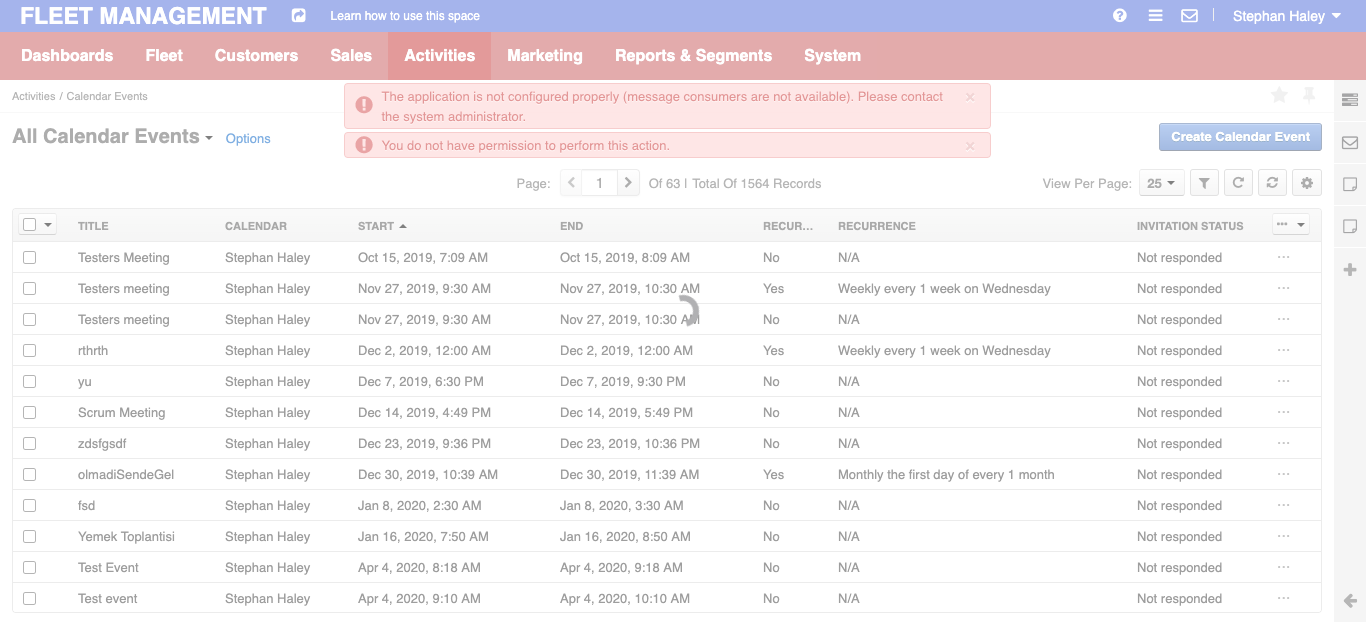 FLEET MANAGEMENT Learn how to use this space Stephan Haley
Dashboards Fleet Customers Sales Activities Marketing Reports & Segments System
Activities / Calendar Events
The application is not configured properly (message consumers are not available). Please contact
the system administrator.
You do not have permission to perform this action.
All Calendar Events Options Create Calendar Event
Page: 1 Of 63 | Total Of 1564 Records View Per Page: 25
TITLE CALENDAR START END RECUR... RECURRENCE INVITATION STATUS
Testers Meeting Stephan Haley Oct 15, 2019, 7:09 AM Oct 15, 2019, 8:09 AM No N/A Not responded
Testers meeting Stephan Haley Nov 27, 2019, 9:30 AM Nov 27, 2019, 10:30 AM Yes Weekly every 1 week on Wednesday Not responded
Testers meeting Stephan Haley Nov 27, 2019, 9:30 AM Nov 27, 2019, 10:30 AM No N/A Not responded
rthrth Stephan Haley Dec 2, 2019, 12:00 AM Dec 2, 2019, 12:00 AM Yes Weekly every 1 week on Wednesday Not responded
yu Stephan Haley Dec 7, 2019, 6:30 PM Dec 7, 2019, 9:30 PM No N/A Not responded
Scrum Meeting Stephan Haley Dec 14, 2019, 4:49 PM Dec 14, 2019, 5:49 PM No N/A Not responded
zdsfgsdf Stephan Haley Dec 23, 2019, 9:36 PM Dec 23, 2019, 10:36 PM No N/A Not responded
olmadiSendeGel Stephan Haley Dec 30, 2019, 10:39 AM Dec 30, 2019, 11:39 AM Yes Monthly the first day of every 1 month Not responded
fsd Stephan Haley Jan 8, 2020, 2:30 AM Jan 8, 2020, 3:30 AM No N/A Not responded
Yemek Toplantisi Stephan Haley Jan 16, 2020, 7:50 AM Jan 16, 2020, 8:50 AM No N/A Not responded
Test Event Stephan Haley Apr 4, 2020, 8:18 AM Apr 4, 2020, 9:18 AM No N/A Not responded
Test event Stephan Haley Apr 4, 2020, 9:10 AM Apr 4, 2020, 10:10 AM No N/A Not responded